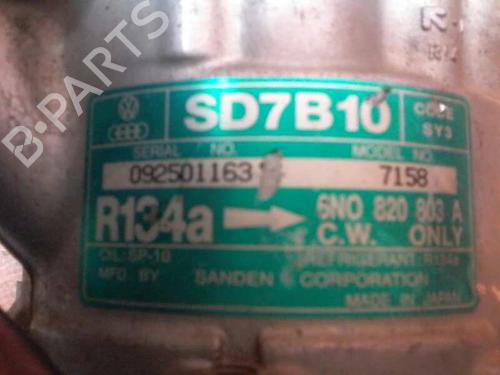 SD7B10
CODE
SY3
SERIAL NO. MODEL NO.
092501163 7158
R134a 6N0 820 803 A
C.W. ONLY
OIL: SP-10 REFRIGERANT R134a
MFD. BY SANDEN CORPORATION
MADE IN JAPAN